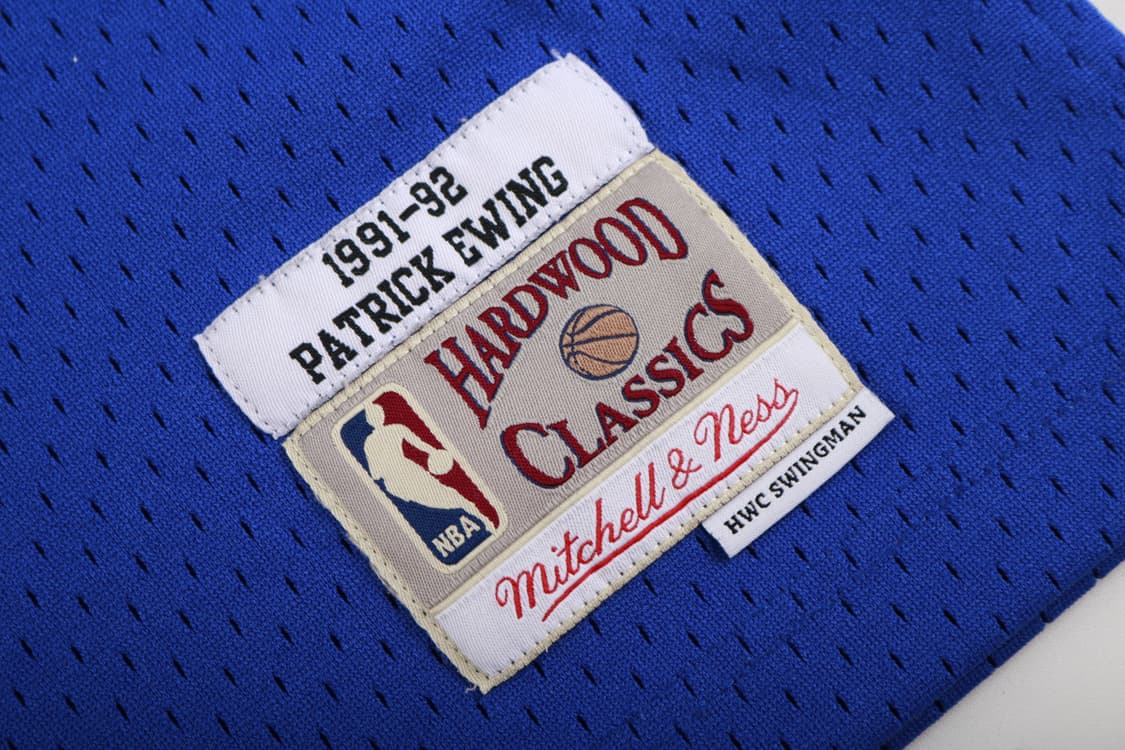 1991-92
PATRICK EWING
HARDWOOD
CLASSICS
NBA
Mitchell & Ness
HWC SWINGMAN